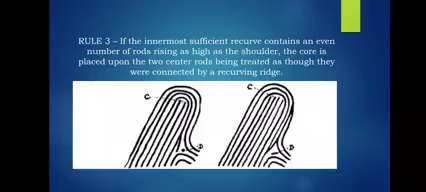 RULE 3 – If the innermost sufficient recurve contains an even
number of rods rising as high as the shoulder, the core is
placed upon the two center rods being treated as though they
were connected by a recurving ridge.
C
D
C
D